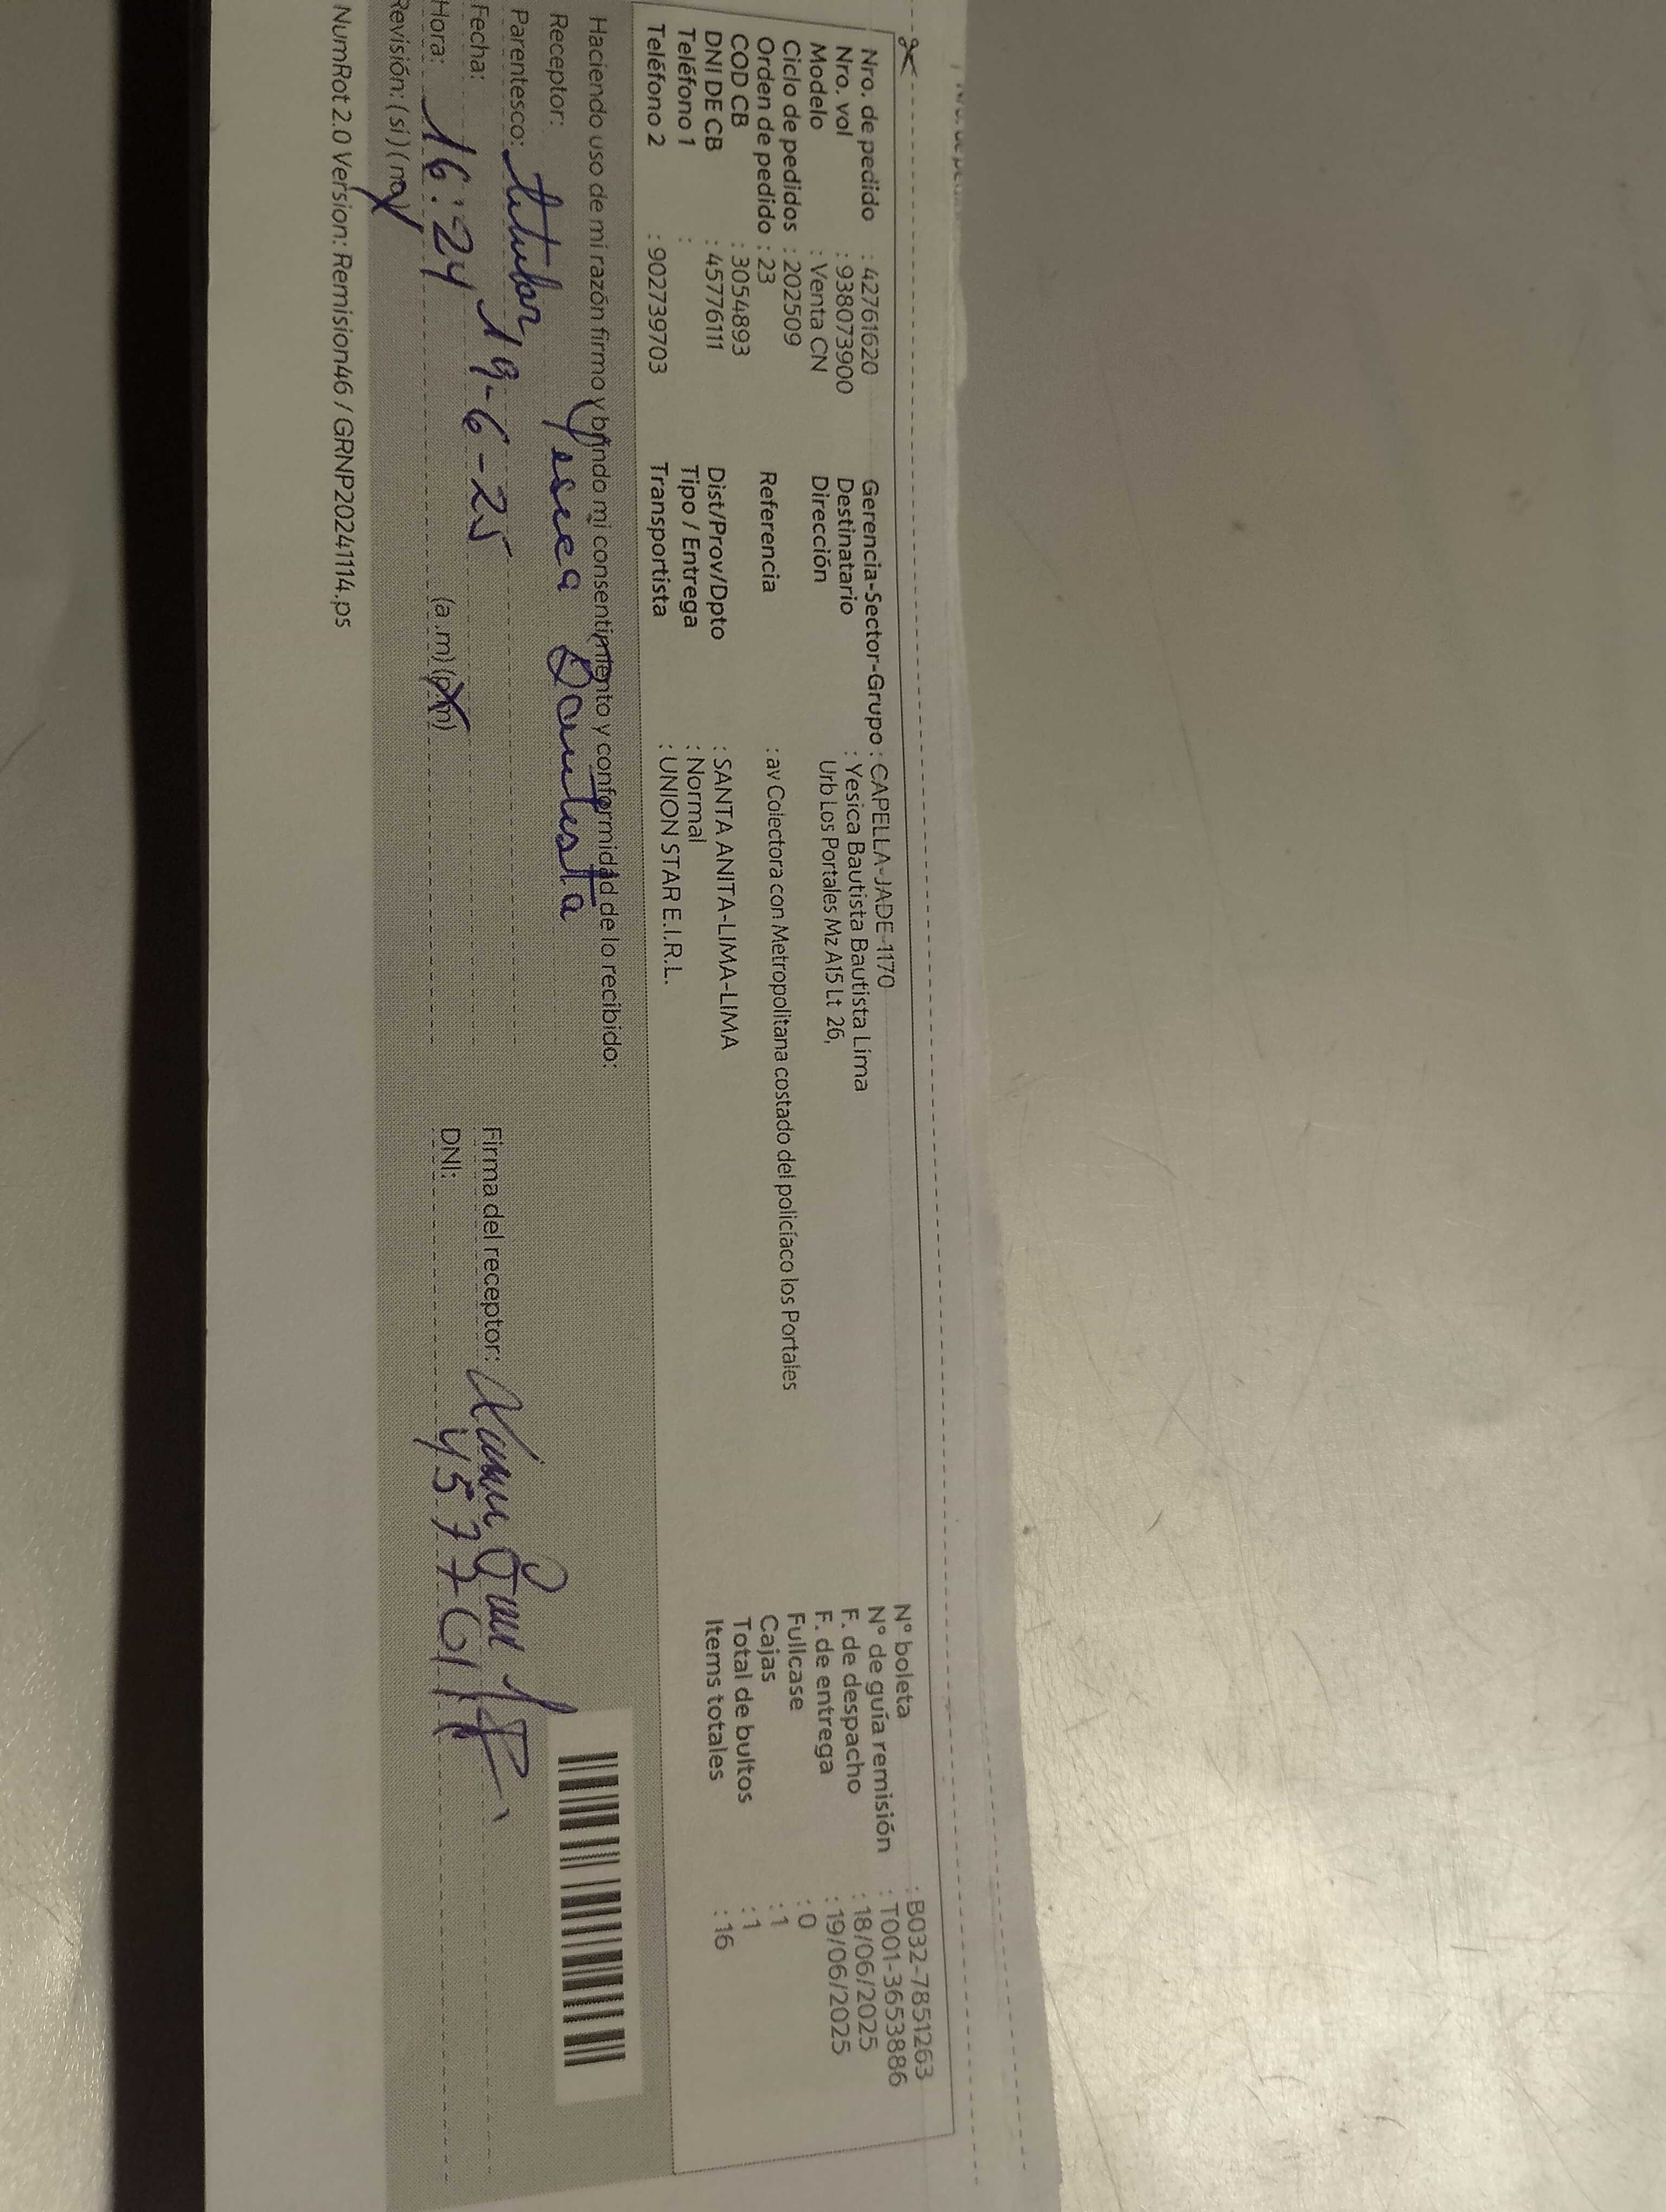 Nro. de pedido : 42761620
Nro. vol : 938073900
Modelo : Venta CN
Ciclo de pedidos : 202509
Orden de pedido : 23
COD CB : 3054893
DNI DE CB : 45776111
Teléfono 1 :
Teléfono 2 : 902739703
Gerencia-Sector-Grupo : CAPELLA-JADE-1170
Destinatario : Yesica Bautista Bautista Lima
Dirección Urb Los Portales Mz A15 Lt 26,
Referencia : av Colectora con Metropolitana costado del policíaco los Portales
Dist/Prov/Dpto : SANTA ANITA-LIMA-LIMA
Tipo / Entrega : Normal
Transportista : UNION STAR E.I.R.L.
N° boleta : B032-7851263
N° de guía remisión : T001-3653886
F. de despacho : 18/06/2025
F. de entrega : 19/06/2025
Fullcase : 0
Cajas : 1
Total de bultos : 1
Items totales : 16
Haciendo uso de mi razón firmo y brindo mi consentimiento y conformidad de lo recibido:
Receptor: Yesica Bautista
Parentesco: titular
Fecha: 19-6-25
Hora: 16:24 (a.m) (p.m)
Revisión: (si) (no)
Firma del receptor:
DNI: 45776111
NumRot 2.0 Version: Remision46 / GRNP20241114.ps